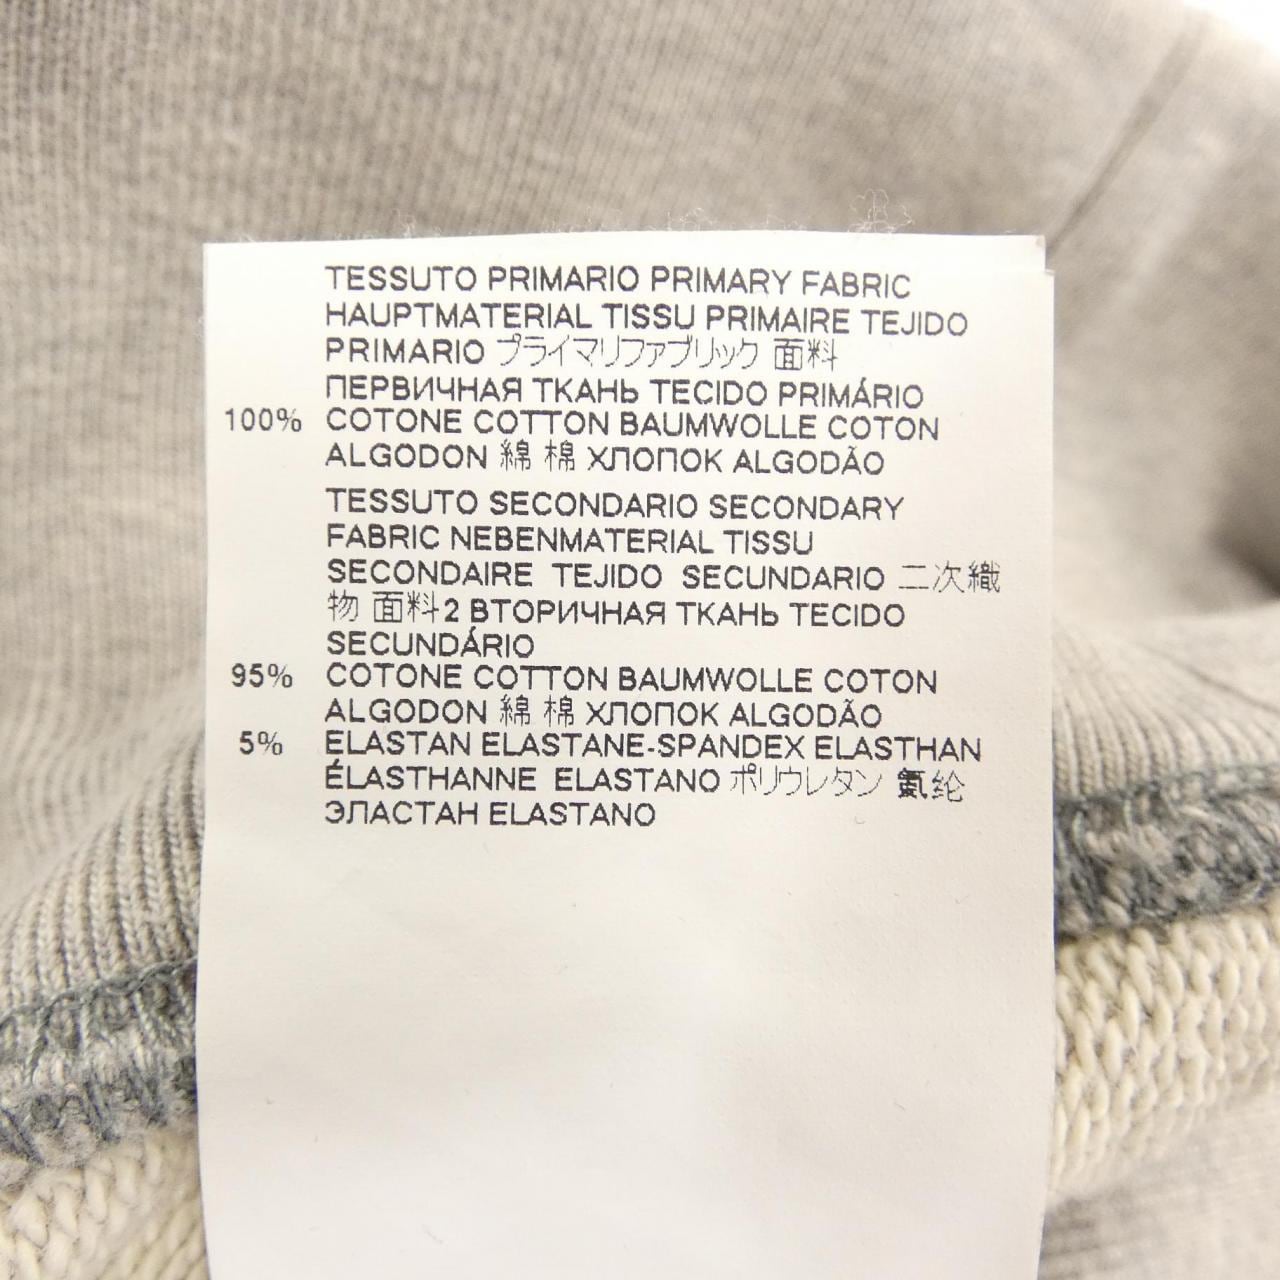 TESSUTO PRIMARIO PRIMARY FABRIC
HAUPTMATERIAL TISSU PRIMAIRE TEJIDO
PRIMARIO プライマリファブリック 面料
ПЕРВИЧНАЯ ТКАНЬ TECIDO PRIMÁRIO
100% COTONE COTTON BAUMWOLLE COTON
ALGODON 綿 棉 ХЛОПОК ALGODÃO
TESSUTO SECONDARIO SECONDARY
FABRIC NEBENMATERIAL TISSU
SECONDAIRE TEJIDO SECUNDARIO 二次織
物 面料2 ВТОРИЧНАЯ ТКАНЬ TECIDO
SECUNDÁRIO
95% COTONE COTTON BAUMWOLLE COTON
ALGODON 綿 棉 ХЛОПОК ALGODÃO
5% ELASTAN ELASTANE-SPANDEX ELASTHAN
ÉLASTHANNE ELASTANO ポリウレタン 氨纶
ЭЛАСТАН ELASTANO